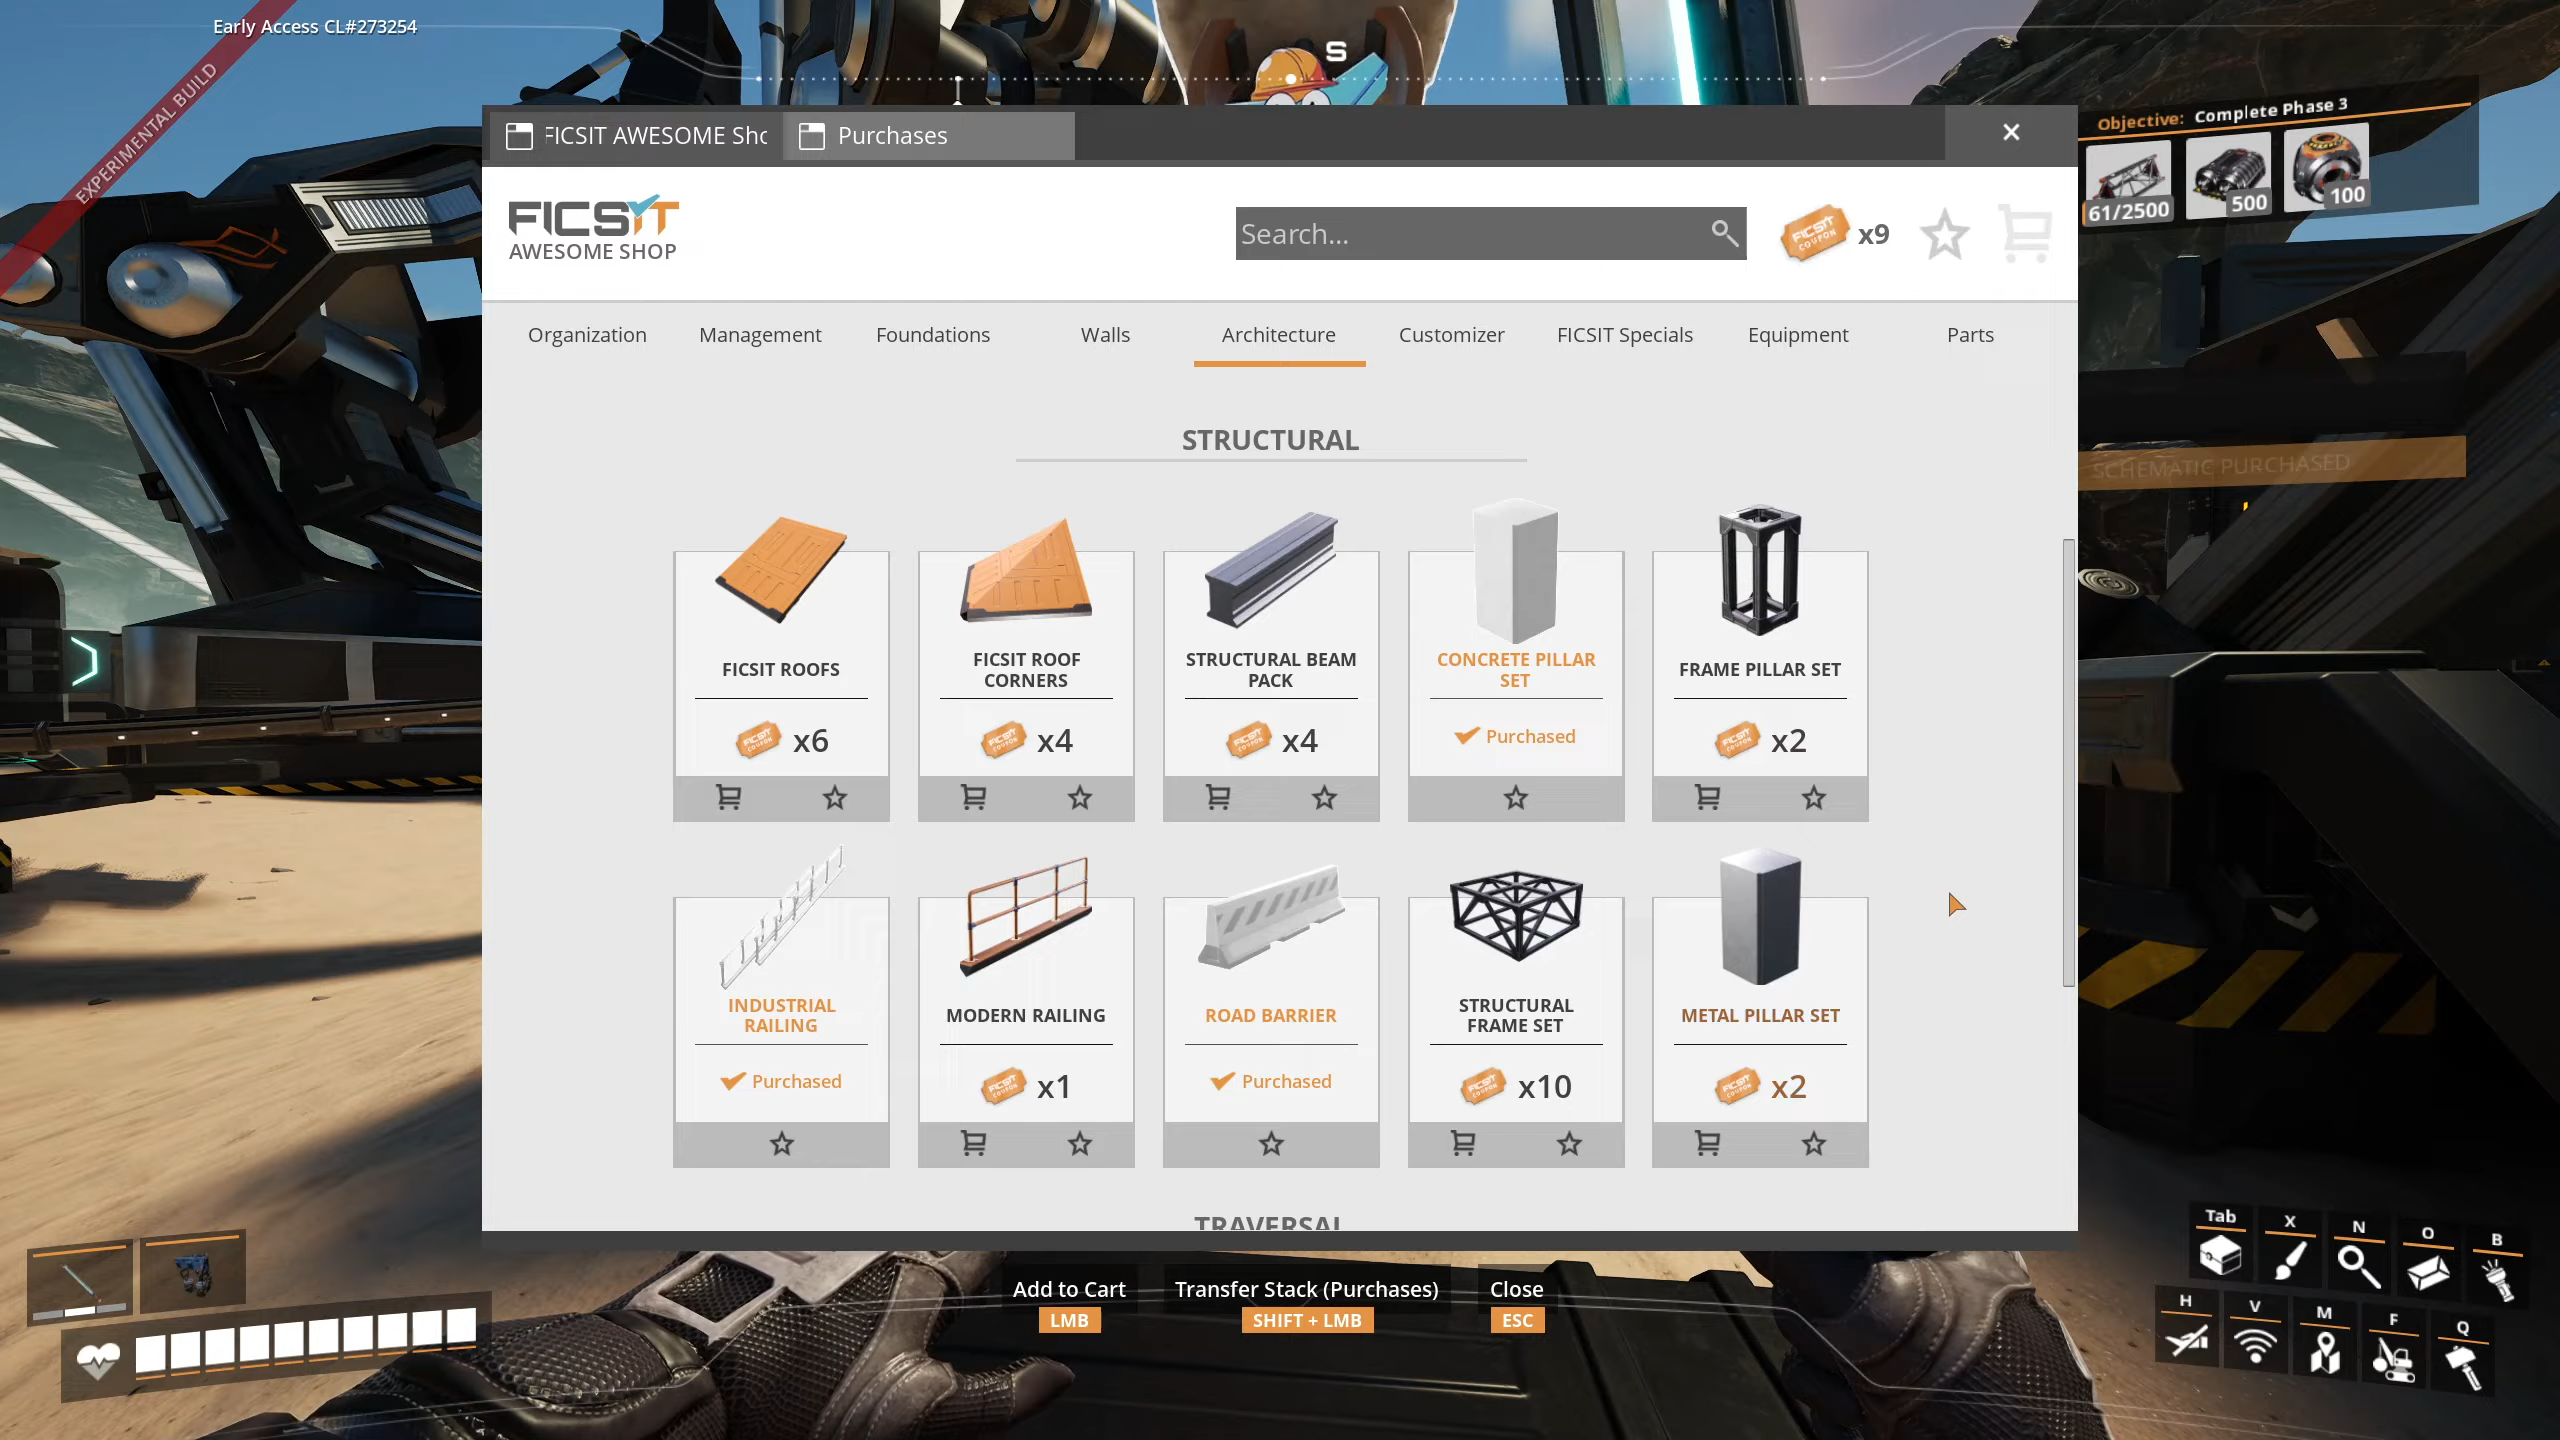 Early Access CL#273254
EXPERIMENTAL BUILD
S
FICSIT AWESOME Sho
Purchases
Objective: Complete Phase 3
61/2500
500
100
FICSIT
AWESOME SHOP
Search...
FICSIT COUPON
x9
Organization
Management
Foundations
Walls
Architecture
Customizer
FICSIT Specials
Equipment
Parts
SCHEMATIC PURCHASED
STRUCTURAL
FICSIT ROOFS
FICSIT ROOF
CORNERS
STRUCTURAL BEAM
PACK
CONCRETE PILLAR
SET
FRAME PILLAR SET
x6
x4
x4
Purchased
x2
INDUSTRIAL
RAILING
MODERN RAILING
ROAD BARRIER
STRUCTURAL
FRAME SET
METAL PILLAR SET
Purchased
x1
Purchased
x10
x2
TRAVERSAL
Add to Cart
LMB
Transfer Stack (Purchases)
SHIFT + LMB
Close
ESC
Tab
X
N
O
B
H
V
M
F
Q